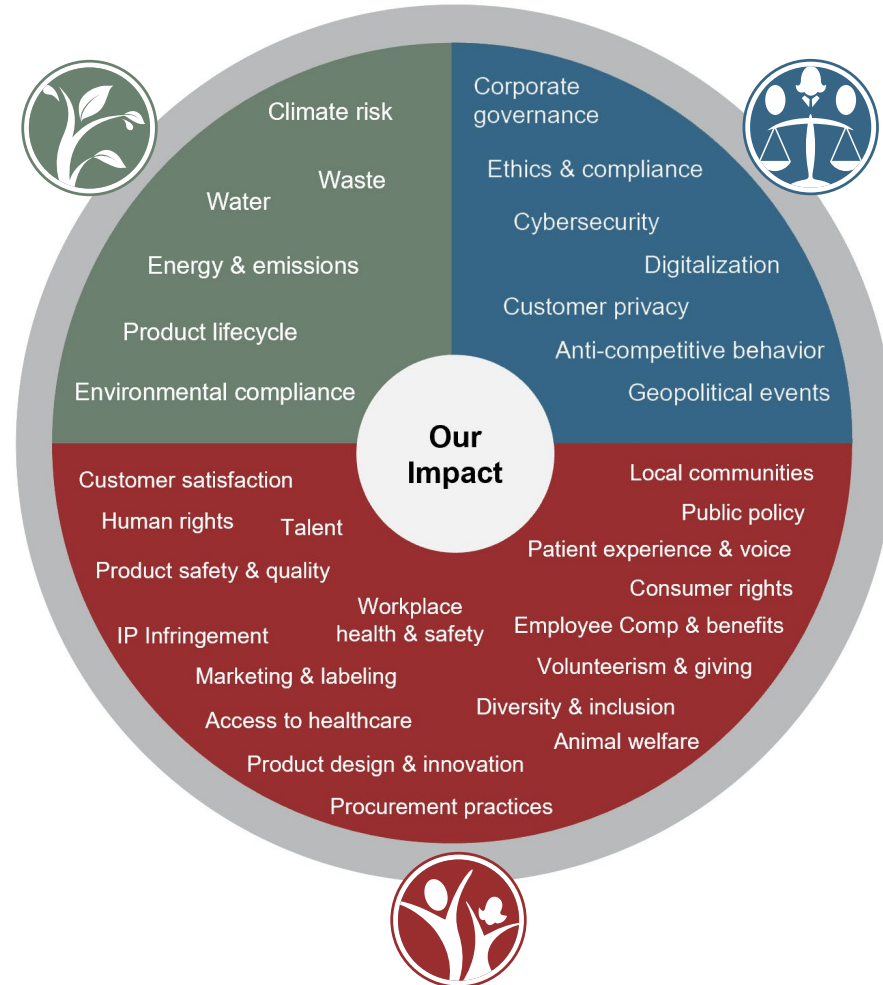 Climate risk
Waste
Water
Energy & emissions
Product lifecycle
Environmental compliance
Corporate
governance
Ethics & compliance
Cybersecurity
Digitalization
Customer privacy
Anti-competitive behavior
Geopolitical events
Our
Impact
Customer satisfaction
Human rights
Talent
Product safety & quality
Workplace
health & safety
IP Infringement
Marketing & labeling
Access to healthcare
Product design & innovation
Procurement practices
Local communities
Public policy
Patient experience & voice
Consumer rights
Employee Comp & benefits
Volunteerism & giving
Diversity & inclusion
Animal welfare